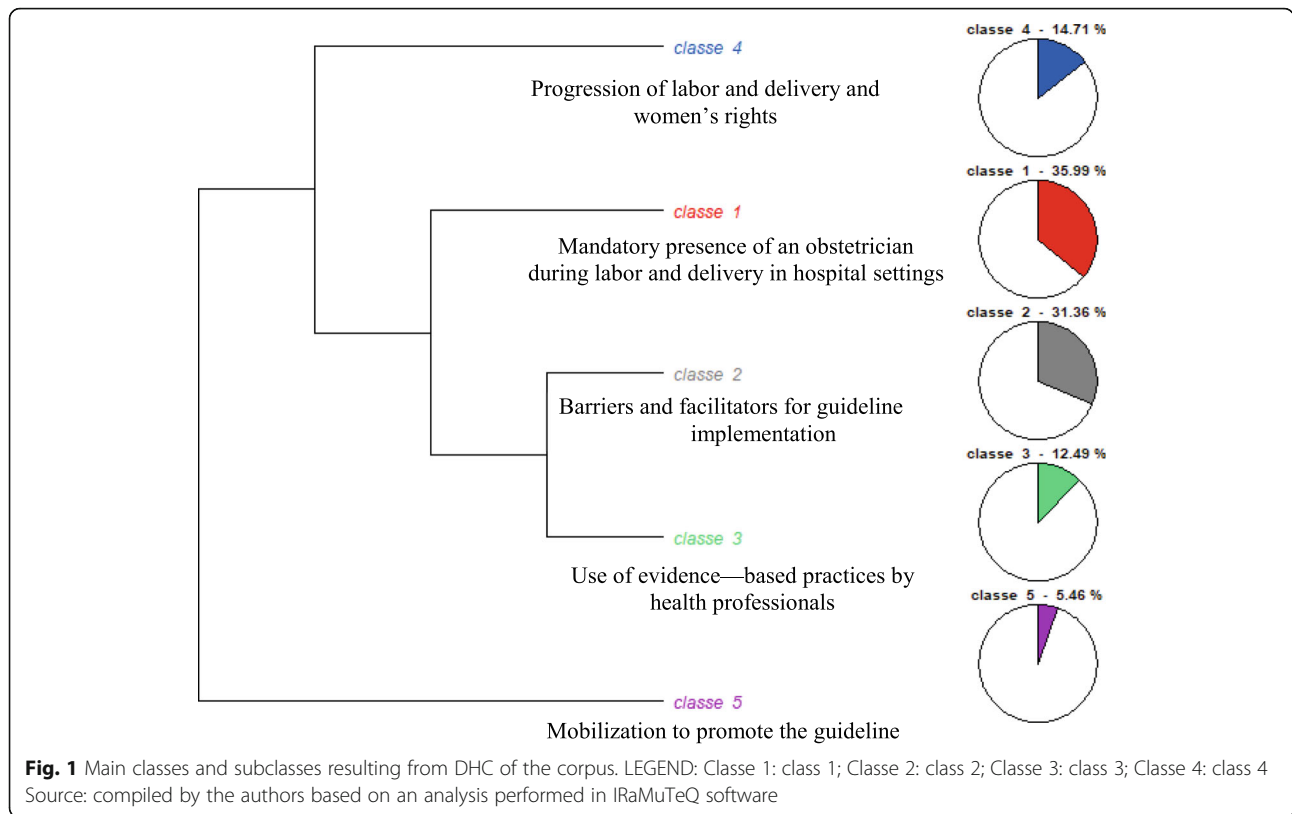 classe 4
Progression of labor and delivery and
women's rights
classe 4 - 14.71 %
classe 1
Mandatory presence of an obstetrician
during labor and delivery in hospital settings
classe 1 - 35.99 %
classe 2
Barriers and facilitators for guideline
implementation
classe 2 - 31.36 %
classe 3
Use of evidence—based practices by
health professionals
classe 3 - 12.49 %
classe 5
Mobilization to promote the guideline
classe 5 - 5.46 %
Fig. 1 Main classes and subclasses resulting from DHC of the corpus. LEGEND: Classe 1: class 1; Classe 2: class 2; Classe 3: class 3; Classe 4: class 4
Source: compiled by the authors based on an analysis performed in IRaMuTeQ software